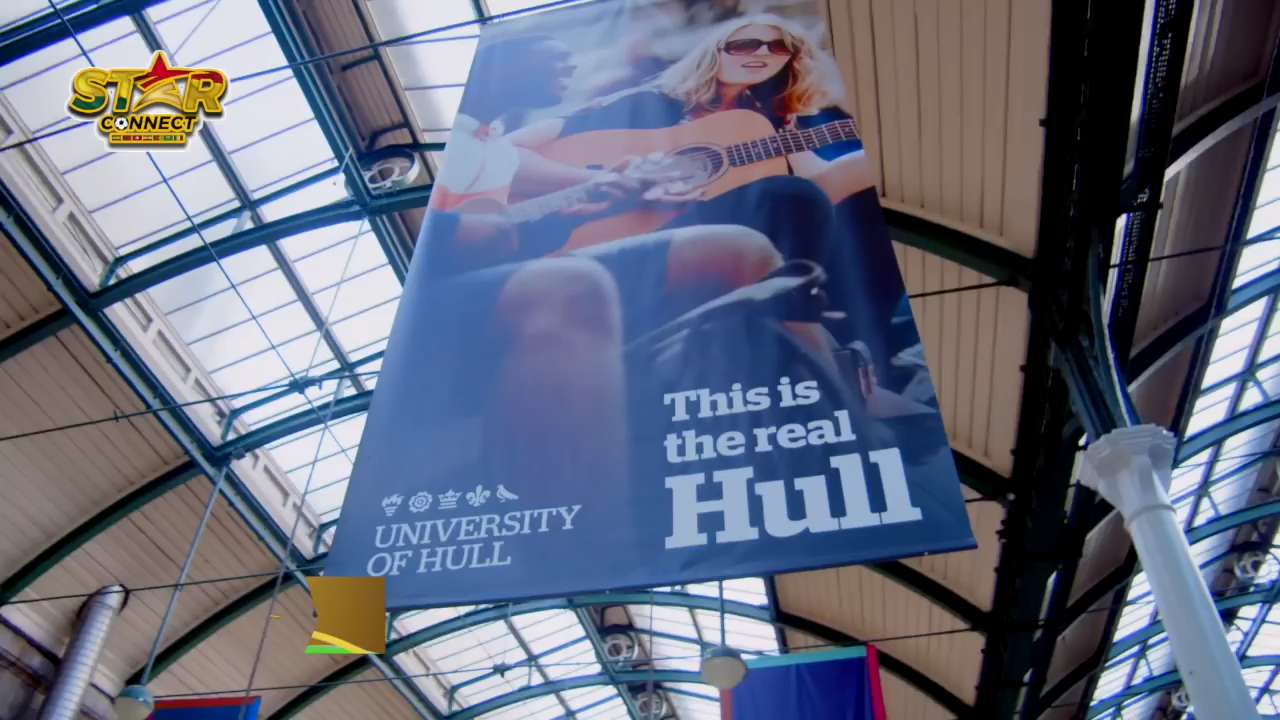 STAR
CONNECT
This is
the real
Hull
UNIVERSITY
OF HULL